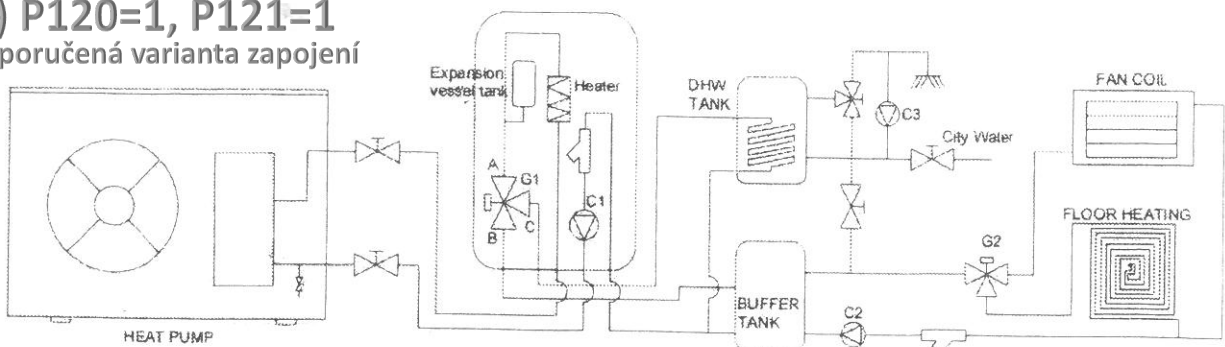 ) P120=1, P121=1
poručená varianta zapojení
Expansion
vessel tank
Heater
DHW
TANK
C3
City Water
FAN COIL
A
G1
C1
B
C
FLOOR HEATING
G2
BUFFER
TANK
C2
HEAT PUMP